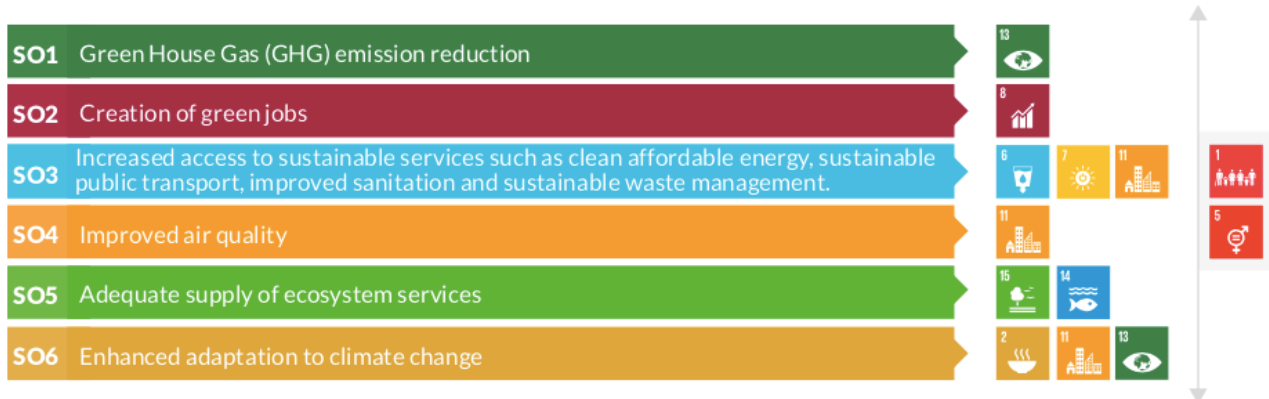 SO1 Green House Gas (GHG) emission reduction 13
SO2 Creation of green jobs 8
SO3 Increased access to sustainable services such as clean affordable energy, sustainable
public transport, improved sanitation and sustainable waste management. 6 7 11 1
SO4 Improved air quality 11 5
SO5 Adequate supply of ecosystem services 15 14
SO6 Enhanced adaptation to climate change 2 11 13